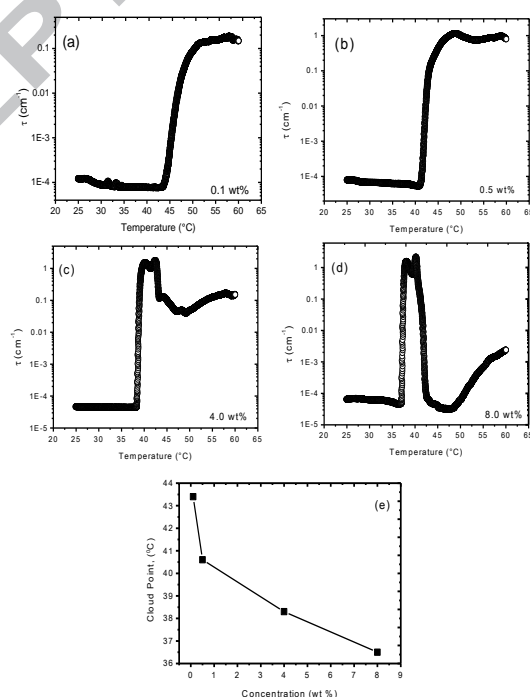 (a)
0.1
0.01
1E-3
1E-4
τ (cm⁻¹)
0.1 wt%
20 25 30 35 40 45 50 55 60 65
Temperature (°C)
(b)
1
0.1
0.01
1E-3
1E-4
τ (cm⁻¹)
0.5 wt%
20 25 30 35 40 45 50 55 60 65
Temperature (°C)
(c)
1
0.1
0.01
1E-3
1E-4
1E-5
τ (cm⁻¹)
4.0 wt%
20 25 30 35 40 45 50 55 60 65
Temperature (°C)
(d)
1
0.1
0.01
1E-3
1E-4
1E-5
τ (cm⁻¹)
8.0 wt%
20 25 30 35 40 45 50 55 60 65
Temperature (°C)
(e)
44
43
42
41
40
39
38
37
36
Cloud Point, (°C)
0 1 2 3 4 5 6 7 8 9
Concentration (wt %)